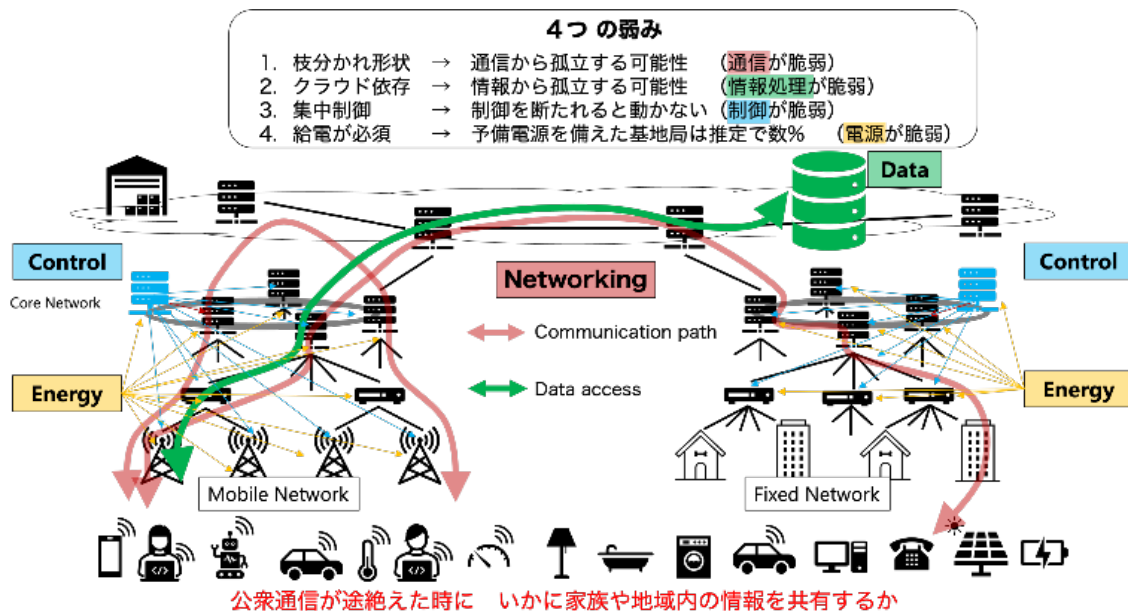 4つ の弱み
1. 枝分かれ形状 → 通信から孤立する可能性 (通信が脆弱)
2. クラウド依存 → 情報から孤立する可能性 (情報処理が脆弱)
3. 集中制御 → 制御を断たれると動かない (制御が脆弱)
4. 給電が必須 → 予備電源を備えた基地局は推定で数% (電源が脆弱)
Data
Control
Networking
Control
Core Network
Communication path
Energy
Data access
Energy
Mobile Network
Fixed Network
公衆通信が途絶えた時に いかに家族や地域内の情報を共有するか